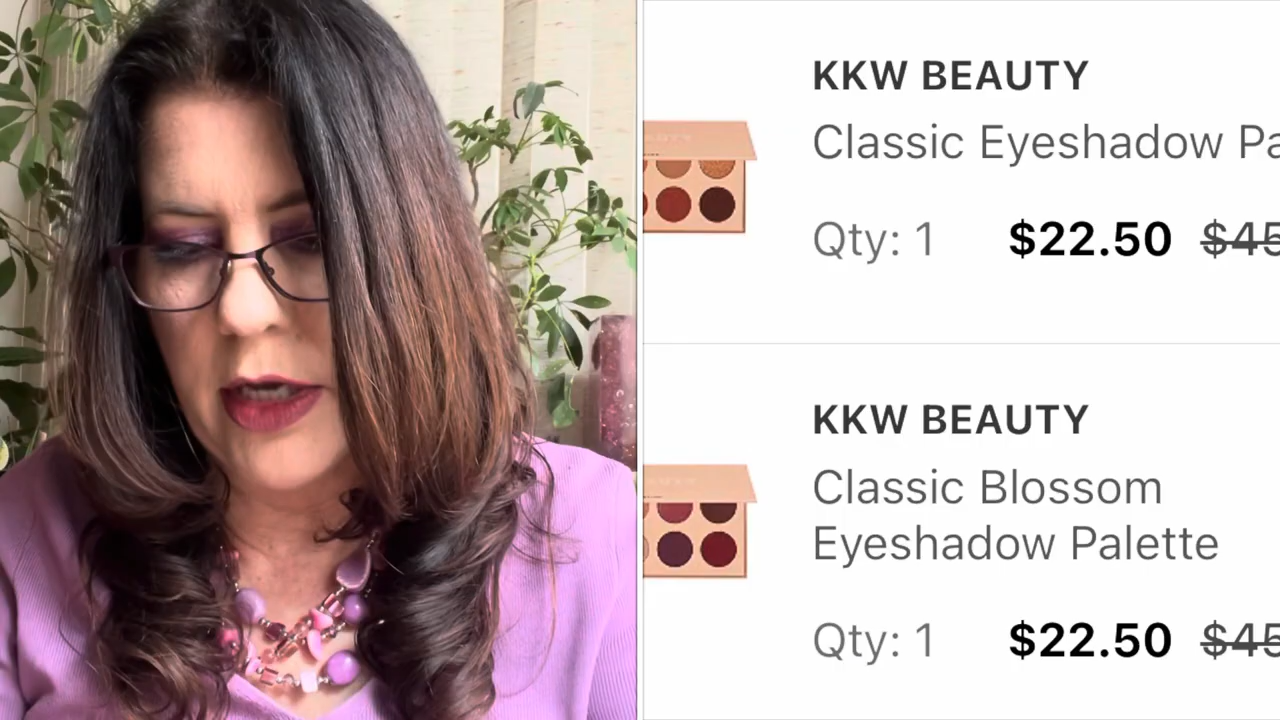 KKW BEAUTY
Classic Eyeshadow Pa
Qty: 1 $22.50 $45
KKW BEAUTY
Classic Blossom
Eyeshadow Palette
Qty: 1 $22.50 $45